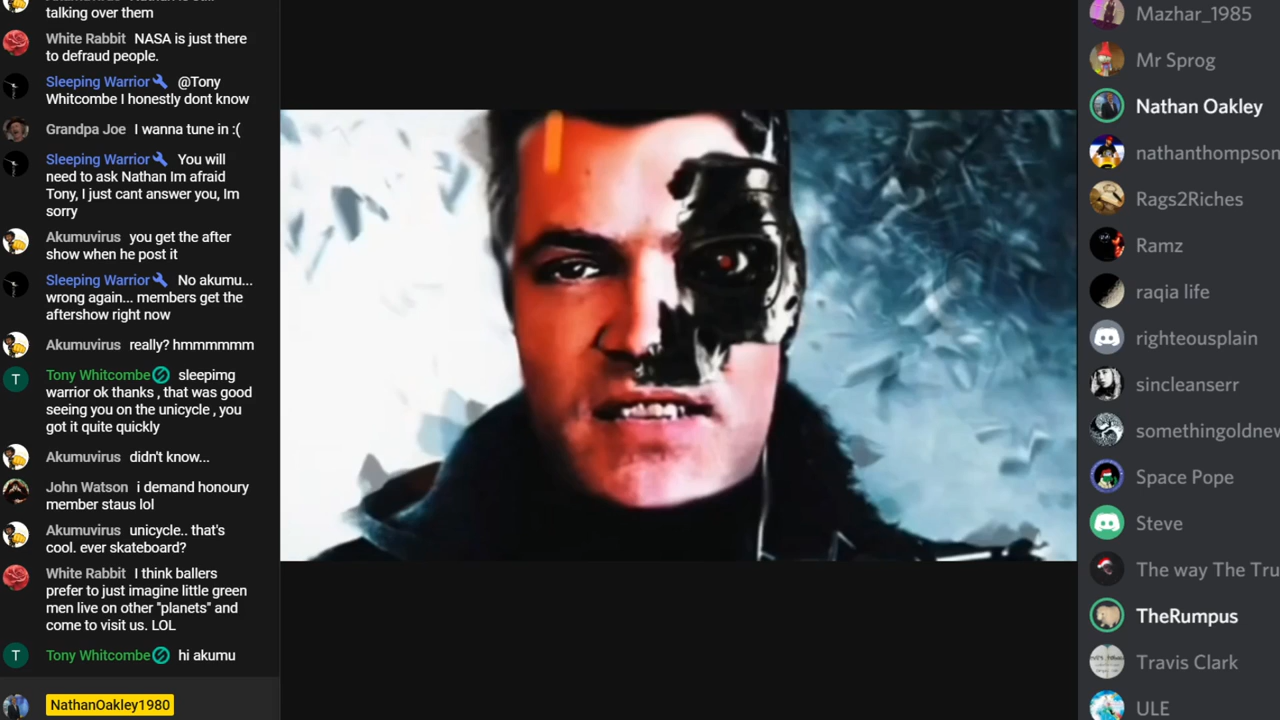 talking over them
White Rabbit NASA is just there
to defraud people.
Sleeping Warrior @Tony
Whitcombe I honestly dont know
Grandpa Joe I wanna tune in :(
Sleeping Warrior You will
need to ask Nathan Im afraid
Tony, I just cant answer you, Im
sorry
Akumuvirus you get the after
show when he post it
Sleeping Warrior No akumu...
wrong again... members get the
aftershow right now
Akumuvirus really? hmmmmmm
T
Tony Whitcombe sleepimg
warrior ok thanks , that was good
seeing you on the unicycle , you
got it quite quickly
Akumuvirus didn't know...
John Watson i demand honoury
member staus lol
Akumuvirus unicycle.. that's
cool. ever skateboard?
White Rabbit I think ballers
prefer to just imagine little green
men live on other "planets" and
come to visit us. LOL
T
Tony Whitcombe hi akumu
NathanOakley1980
Mazhar_1985
Mr Sprog
Nathan Oakley
nathanthompson
Rags2Riches
Ramz
raqia life
righteousplain
sincleanserr
somethingoldnew
Space Pope
Steve
The way The Tru
TheRumpus
Travis Clark
ULE